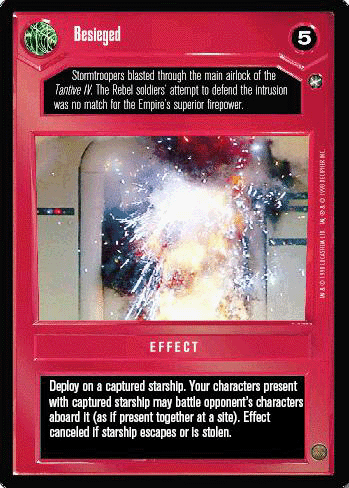 Besieged
5
Stormtroopers blasted through the main airlock of the
Tantive IV. The Rebel soldiers' attempt to defend the intrusion
was no match for the Empire's superior firepower.
EFFECT
Deploy on a captured starship. Your characters present
with captured starship may battle opponent's characters
aboard it (as if present together at a site). Effect
canceled if starship escapes or is stolen.